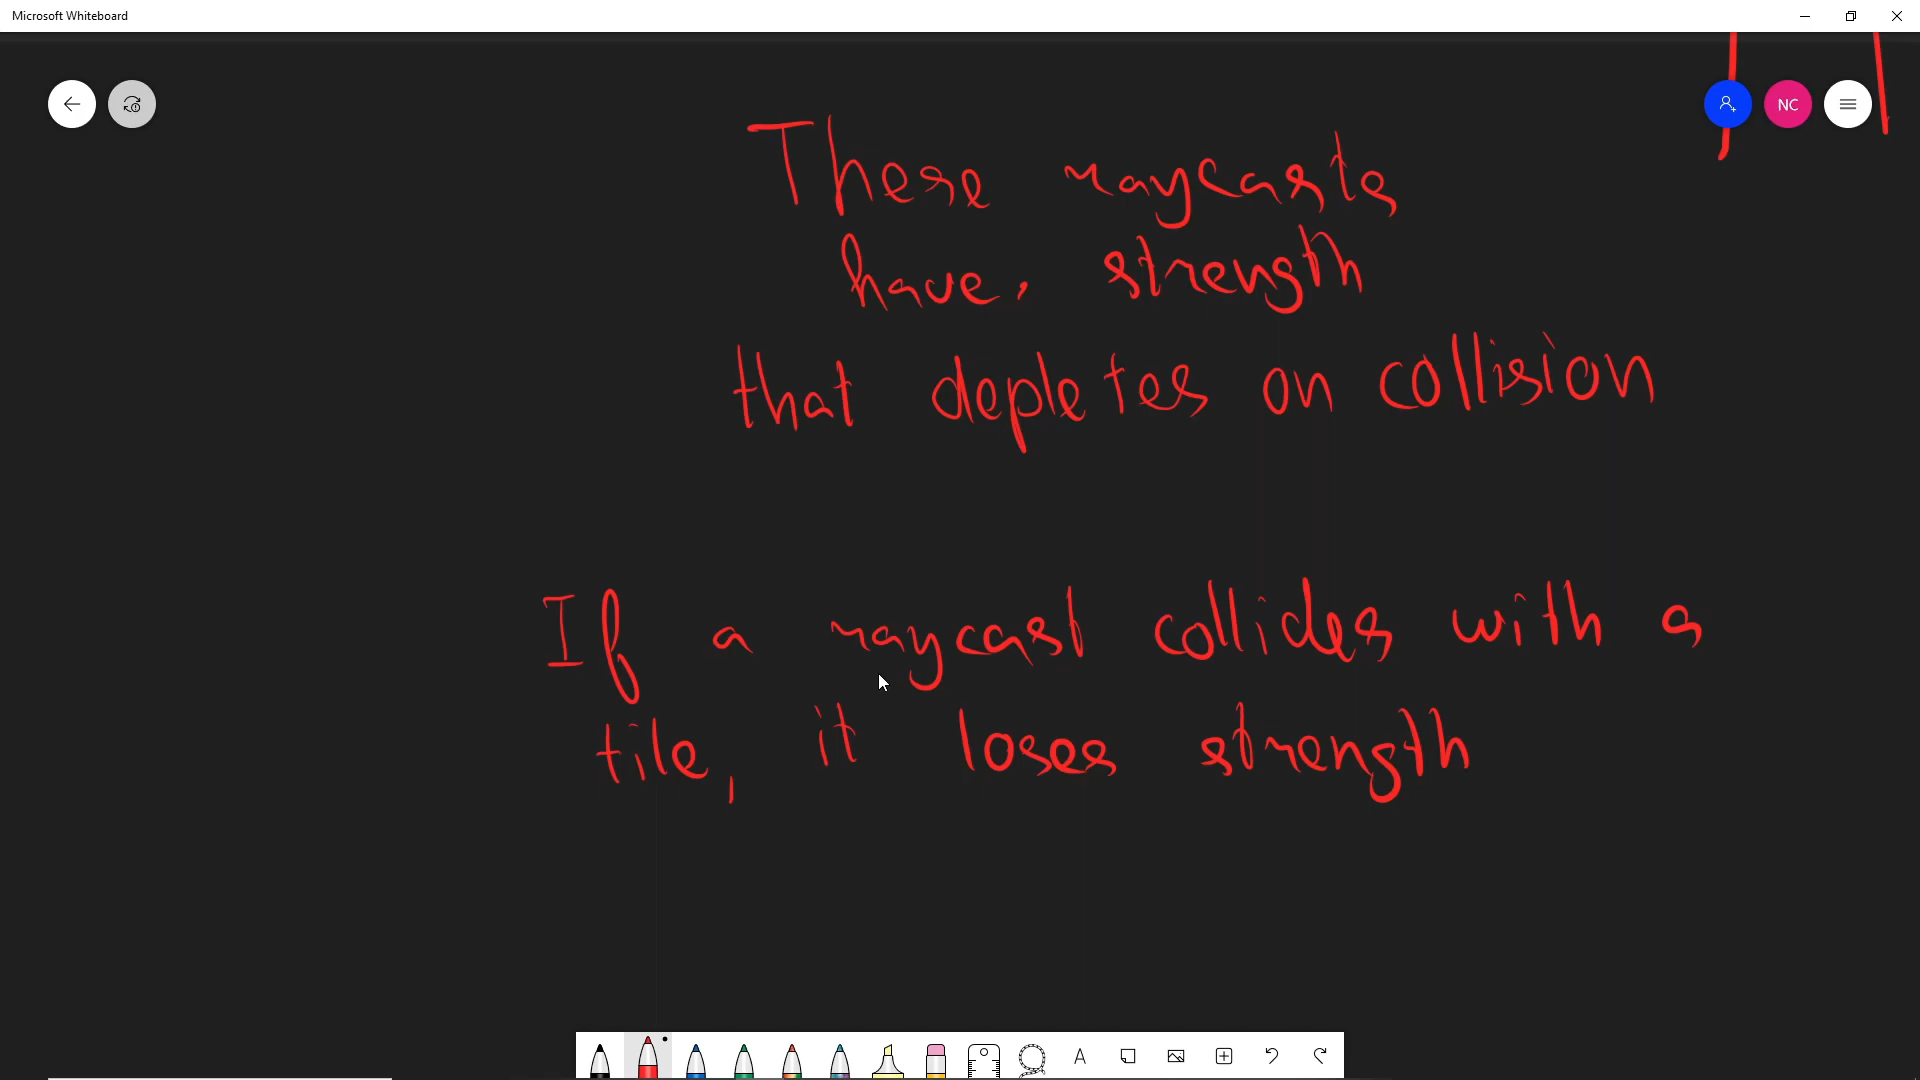 Microsoft Whiteboard
NC
These raycasts
have, strength
that depletes on collision
If a raycast collides with a
tile, it loses strength
A